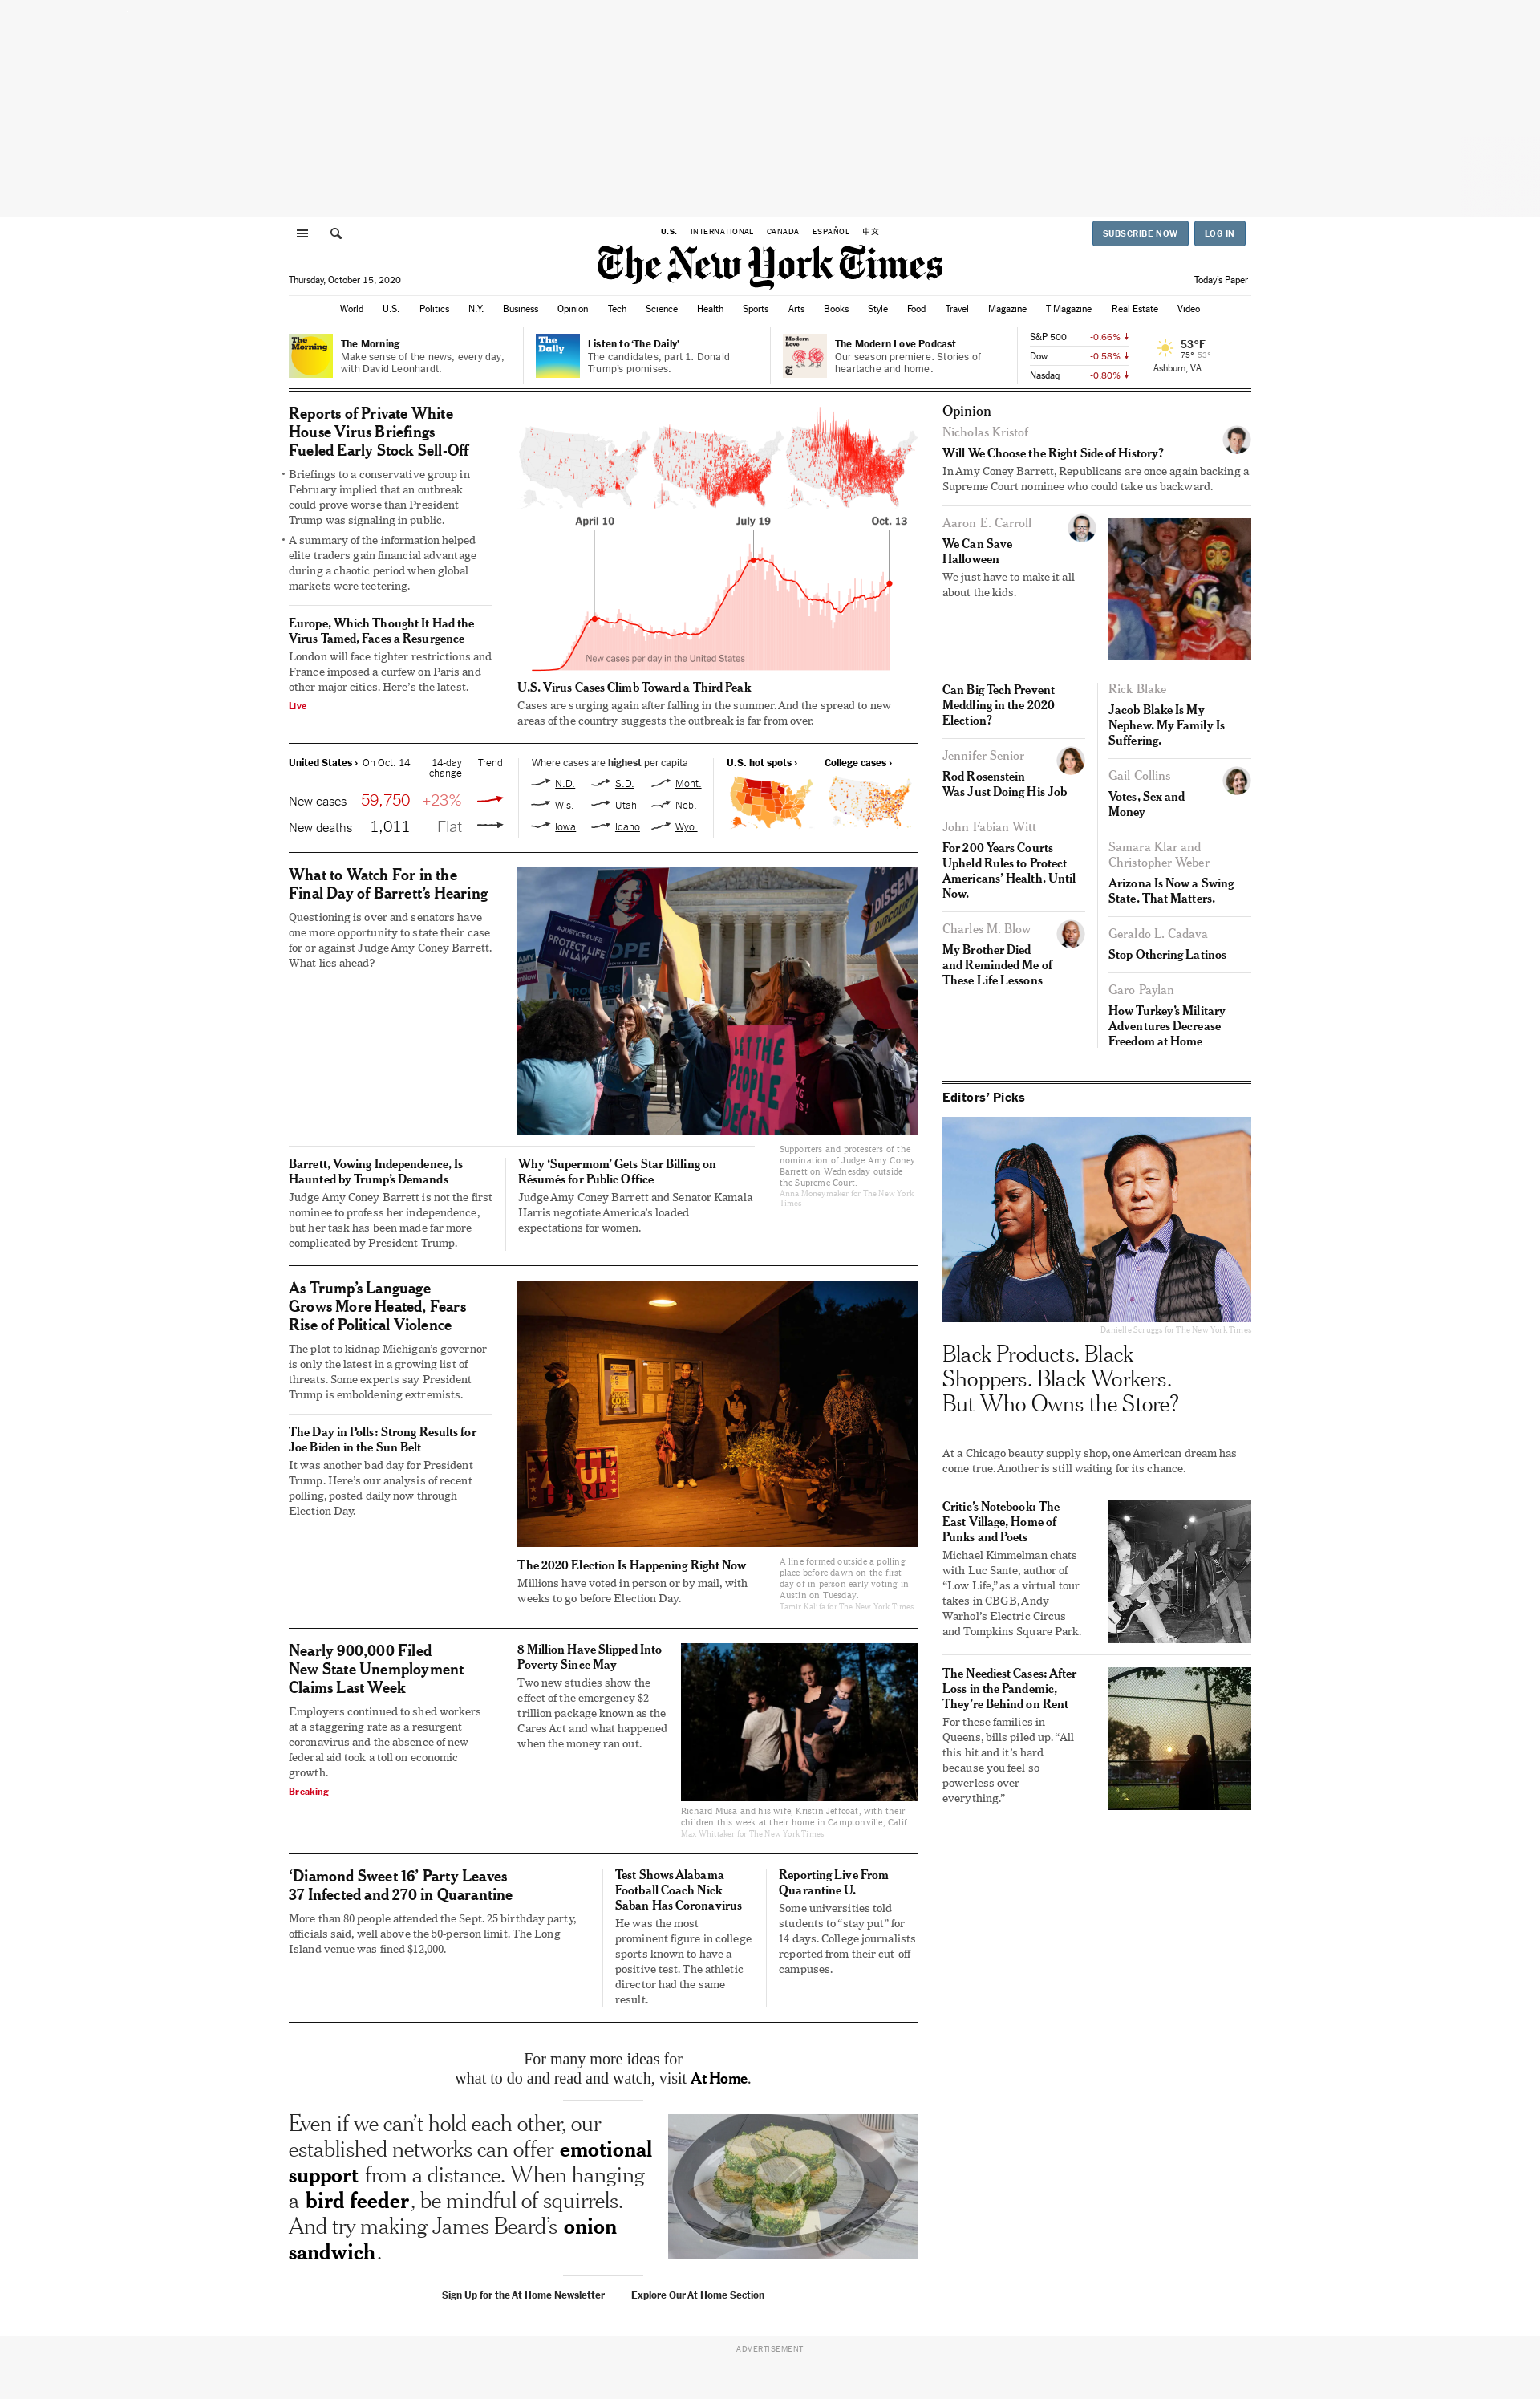 U.S. INTERNATIONAL CANADA ESPAÑOL 中文
SUBSCRIBE NOW LOG IN
The New York Times
Thursday, October 15, 2020
Today's Paper
World U.S. Politics N.Y. Business Opinion Tech Science Health Sports Arts Books Style Food Travel Magazine T Magazine Real Estate Video
The Morning
The Morning
Make sense of the news, every day,
with David Leonhardt.
The Daily
Listen to ‘The Daily’
The candidates, part 1: Donald
Trump’s promises.
Modern Love
The Modern Love Podcast
Our season premiere: Stories of
heartache and home.
S&P 500 -0.66%
Dow -0.58%
Nasdaq -0.80%
53°F
75° 53°
Ashburn, VA
Reports of Private White
House Virus Briefings
Fueled Early Stock Sell-Off
• Briefings to a conservative group in
February implied that an outbreak
could prove worse than President
Trump was signaling in public.
• A summary of the information helped
elite traders gain financial advantage
during a chaotic period when global
markets were teetering.
Europe, Which Thought It Had the
Virus Tamed, Faces a Resurgence
London will face tighter restrictions and
France imposed a curfew on Paris and
other major cities. Here’s the latest.
Live
April 10 July 19 Oct. 13
New cases per day in the United States
U.S. Virus Cases Climb Toward a Third Peak
Cases are surging again after falling in the summer. And the spread to new
areas of the country suggests the outbreak is far from over.
United States › On Oct. 14 14-day
change Trend
New cases 59,750 +23%
New deaths 1,011 Flat
Where cases are highest per capita
N.D. S.D. Mont.
Wis. Utah Neb.
Iowa Idaho Wyo.
U.S. hot spots › College cases ›
What to Watch For in the
Final Day of Barrett’s Hearing
Questioning is over and senators have
one more opportunity to state their case
for or against Judge Amy Coney Barrett.
What lies ahead?
#JUSTICE4LIFE
PROTECT LIFE
IN LAW
DISSENT
OUR COURT
LET THE
PEOPLE
DECIDE
Supporters and protesters of the
nomination of Judge Amy Coney
Barrett on Wednesday outside
the Supreme Court.
Anna Moneymaker for The New York
Times
Barrett, Vowing Independence, Is
Haunted by Trump’s Demands
Judge Amy Coney Barrett is not the first
nominee to profess her independence,
but her task has been made far more
complicated by President Trump.
Why ‘Supermom’ Gets Star Billing on
Résumés for Public Office
Judge Amy Coney Barrett and Senator Kamala
Harris negotiate America’s loaded
expectations for women.
As Trump’s Language
Grows More Heated, Fears
Rise of Political Violence
The plot to kidnap Michigan’s governor
is only the latest in a growing list of
threats. Some experts say President
Trump is emboldening extremists.
The Day in Polls: Strong Results for
Joe Biden in the Sun Belt
It was another bad day for President
Trump. Here’s our analysis of recent
polling, posted daily now through
Election Day.
VOTE
HERE
The 2020 Election Is Happening Right Now
Millions have voted in person or by mail, with
weeks to go before Election Day.
A line formed outside a polling
place before dawn on the first
day of in-person early voting in
Austin on Tuesday.
Tamir Kalifa for The New York Times
Nearly 900,000 Filed
New State Unemployment
Claims Last Week
Employers continued to shed workers
at a staggering rate as a resurgent
coronavirus and the absence of new
federal aid took a toll on economic
growth.
Breaking
8 Million Have Slipped Into
Poverty Since May
Two new studies show the
effect of the emergency $2
trillion package known as the
Cares Act and what happened
when the money ran out.
Richard Musa and his wife, Kristin Jeffcoat, with their
children this week at their home in Camptonville, Calif.
Max Whittaker for The New York Times
‘Diamond Sweet 16’ Party Leaves
37 Infected and 270 in Quarantine
More than 80 people attended the Sept. 25 birthday party,
officials said, well above the 50-person limit. The Long
Island venue was fined $12,000.
Test Shows Alabama
Football Coach Nick
Saban Has Coronavirus
He was the most
prominent figure in college
sports known to have a
positive test. The athletic
director had the same
result.
Reporting Live From
Quarantine U.
Some universities told
students to “stay put” for
14 days. College journalists
reported from their cut-off
campuses.
For many more ideas for
what to do and read and watch, visit At Home.
Even if we can’t hold each other, our
established networks can offer emotional
support from a distance. When hanging
a bird feeder, be mindful of squirrels.
And try making James Beard’s onion
sandwich.
Sign Up for the At Home Newsletter Explore Our At Home Section
Opinion
Nicholas Kristof
Will We Choose the Right Side of History?
In Amy Coney Barrett, Republicans are once again backing a
Supreme Court nominee who could take us backward.
Aaron E. Carroll
We Can Save
Halloween
We just have to make it all
about the kids.
Can Big Tech Prevent
Meddling in the 2020
Election?
Jennifer Senior
Rod Rosenstein
Was Just Doing His Job
John Fabian Witt
For 200 Years Courts
Upheld Rules to Protect
Americans’ Health. Until
Now.
Charles M. Blow
My Brother Died
and Reminded Me of
These Life Lessons
Rick Blake
Jacob Blake Is My
Nephew. My Family Is
Suffering.
Gail Collins
Votes, Sex and
Money
Samara Klar and
Christopher Weber
Arizona Is Now a Swing
State. That Matters.
Geraldo L. Cadava
Stop Othering Latinos
Garo Paylan
How Turkey’s Military
Adventures Decrease
Freedom at Home
Editors’ Picks
Danielle Scruggs for The New York Times
Black Products. Black
Shoppers. Black Workers.
But Who Owns the Store?
At a Chicago beauty supply shop, one American dream has
come true. Another is still waiting for its chance.
Critic’s Notebook: The
East Village, Home of
Punks and Poets
Michael Kimmelman chats
with Luc Sante, author of
“Low Life,” as a virtual tour
takes in CBGB, Andy
Warhol’s Electric Circus
and Tompkins Square Park.
The Neediest Cases: After
Loss in the Pandemic,
They’re Behind on Rent
For these families in
Queens, bills piled up. “All
this hit and it’s hard
because you feel so
powerless over
everything.”
ADVERTISEMENT